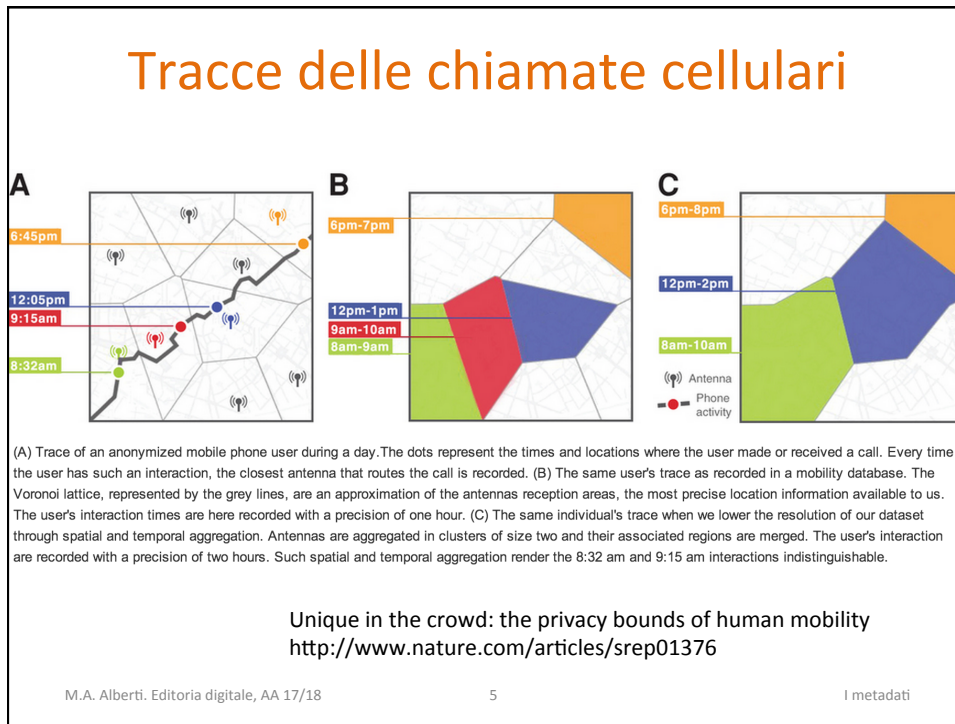 Tracce delle chiamate cellulari
A
6:45pm
12:05pm
9:15am
8:32am
B
6pm-7pm
12pm-1pm
9am-10am
8am-9am
C
6pm-8pm
12pm-2pm
8am-10am
Antenna
Phone
activity
(A) Trace of an anonymized mobile phone user during a day.The dots represent the times and locations where the user made or received a call. Every time
the user has such an interaction, the closest antenna that routes the call is recorded. (B) The same user's trace as recorded in a mobility database. The
Voronoi lattice, represented by the grey lines, are an approximation of the antennas reception areas, the most precise location information available to us.
The user's interaction times are here recorded with a precision of one hour. (C) The same individual's trace when we lower the resolution of our dataset
through spatial and temporal aggregation. Antennas are aggregated in clusters of size two and their associated regions are merged. The user's interaction
are recorded with a precision of two hours. Such spatial and temporal aggregation render the 8:32 am and 9:15 am interactions indistinguishable.
Unique in the crowd: the privacy bounds of human mobility
http://www.nature.com/articles/srep01376
M.A. Alberti. Editoria digitale, AA 17/18
5
I metadati